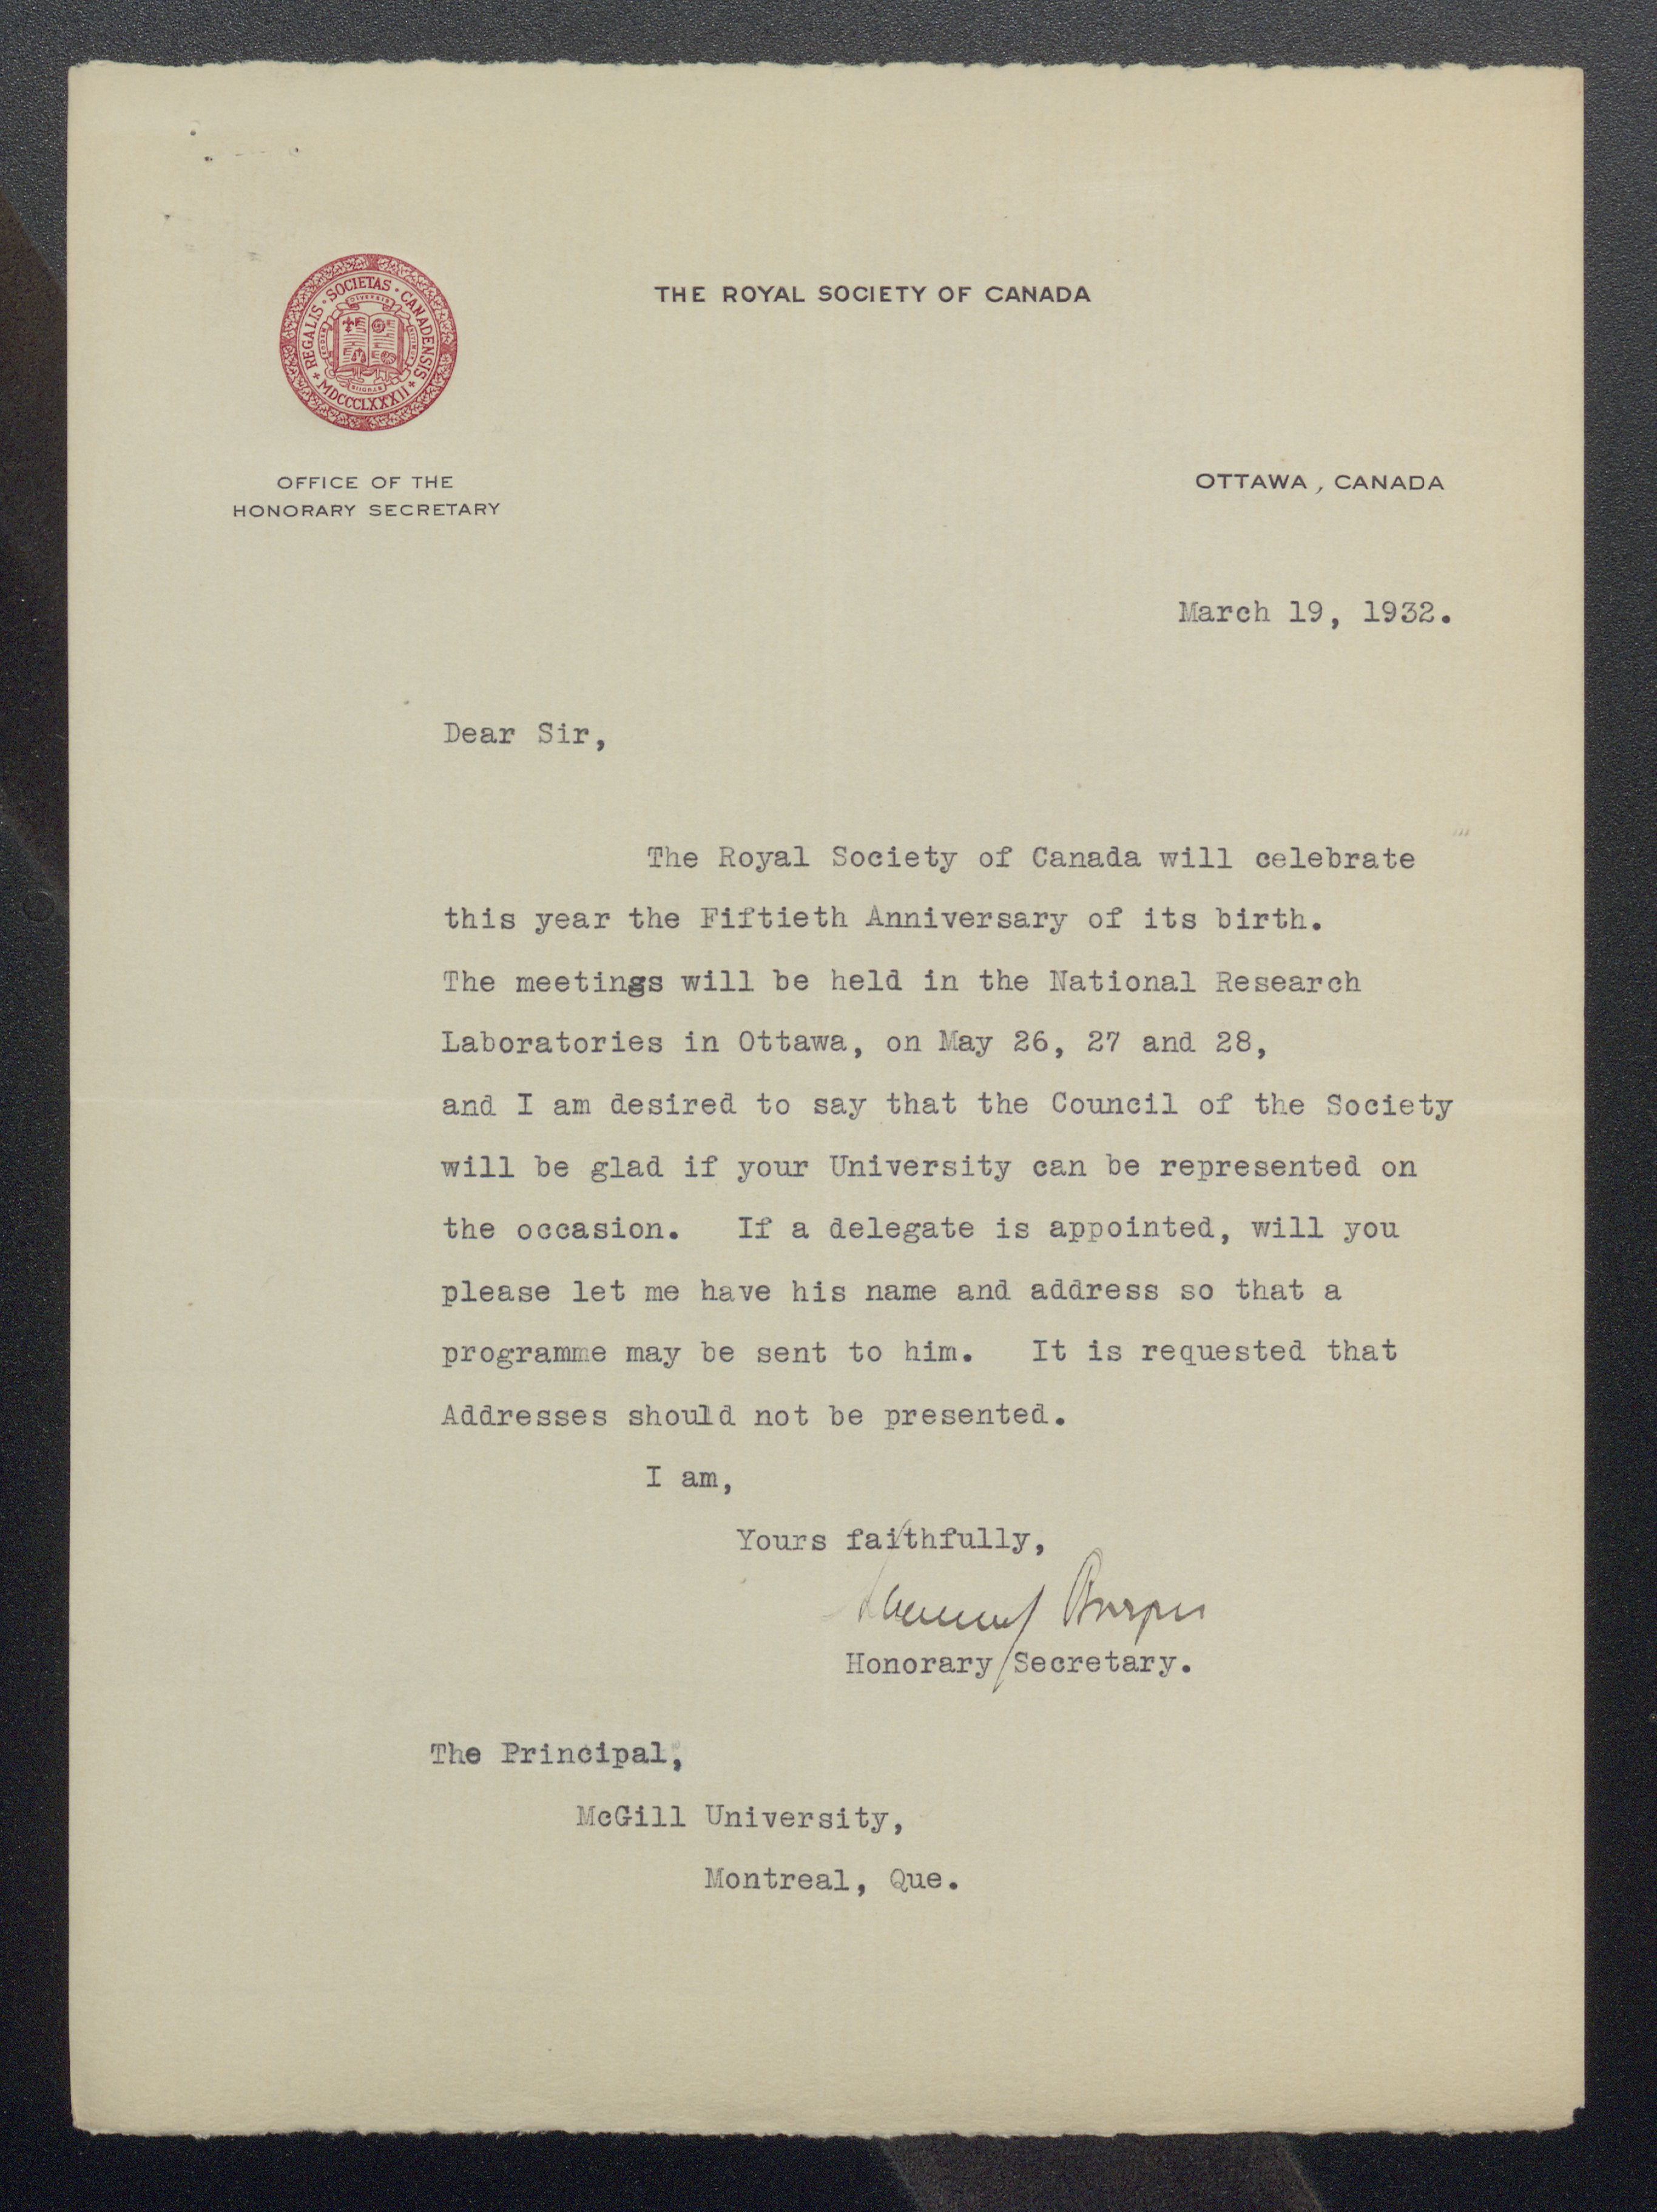 REGALIS · SOCIETAS · CANADENSIS
MDCCCLXXXII
THE ROYAL SOCIETY OF CANADA
OFFICE OF THE
HONORARY SECRETARY
OTTAWA, CANADA
March 19, 1932.
Dear Sir,
The Royal Society of Canada will celebrate
this year the Fiftieth Anniversary of its birth.
The meetings will be held in the National Research
Laboratories in Ottawa, on May 26, 27 and 28,
and I am desired to say that the Council of the Society
will be glad if your University can be represented on
the occasion. If a delegate is appointed, will you
please let me have his name and address so that a
programme may be sent to him. It is requested that
Addresses should not be presented.
I am,
Yours faithfully,
Honorary Secretary.
The Principal,
McGill University,
Montreal, Que.